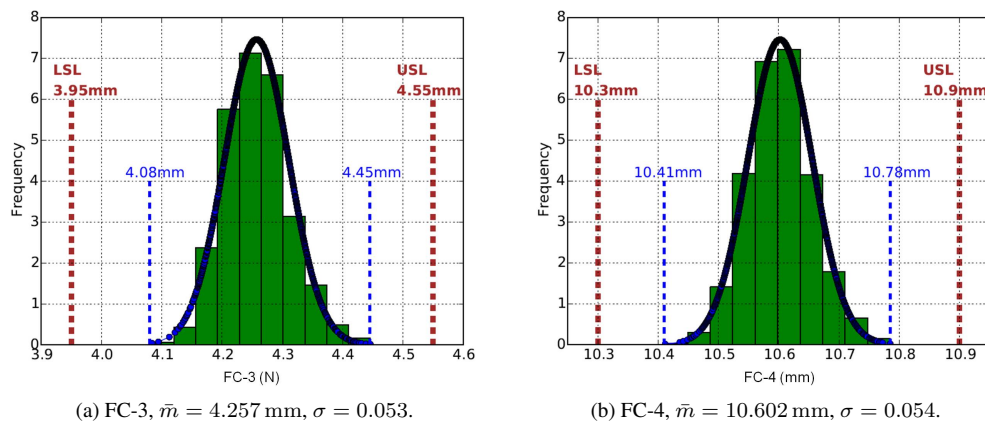 8
7
6
5
4
3
2
1
0
Frequency
LSL
3.95mm
USL
4.55mm
4.08mm
4.45mm
3.9 4.0 4.1 4.2 4.3 4.4 4.5 4.6
FC-3 (N)
(a) FC-3, m̄ = 4.257 mm, σ = 0.053.
8
7
6
5
4
3
2
1
0
Frequency
LSL
10.3mm
USL
10.9mm
10.41mm
10.78mm
10.3 10.4 10.5 10.6 10.7 10.8 10.9
FC-4 (mm)
(b) FC-4, m̄ = 10.602 mm, σ = 0.054.